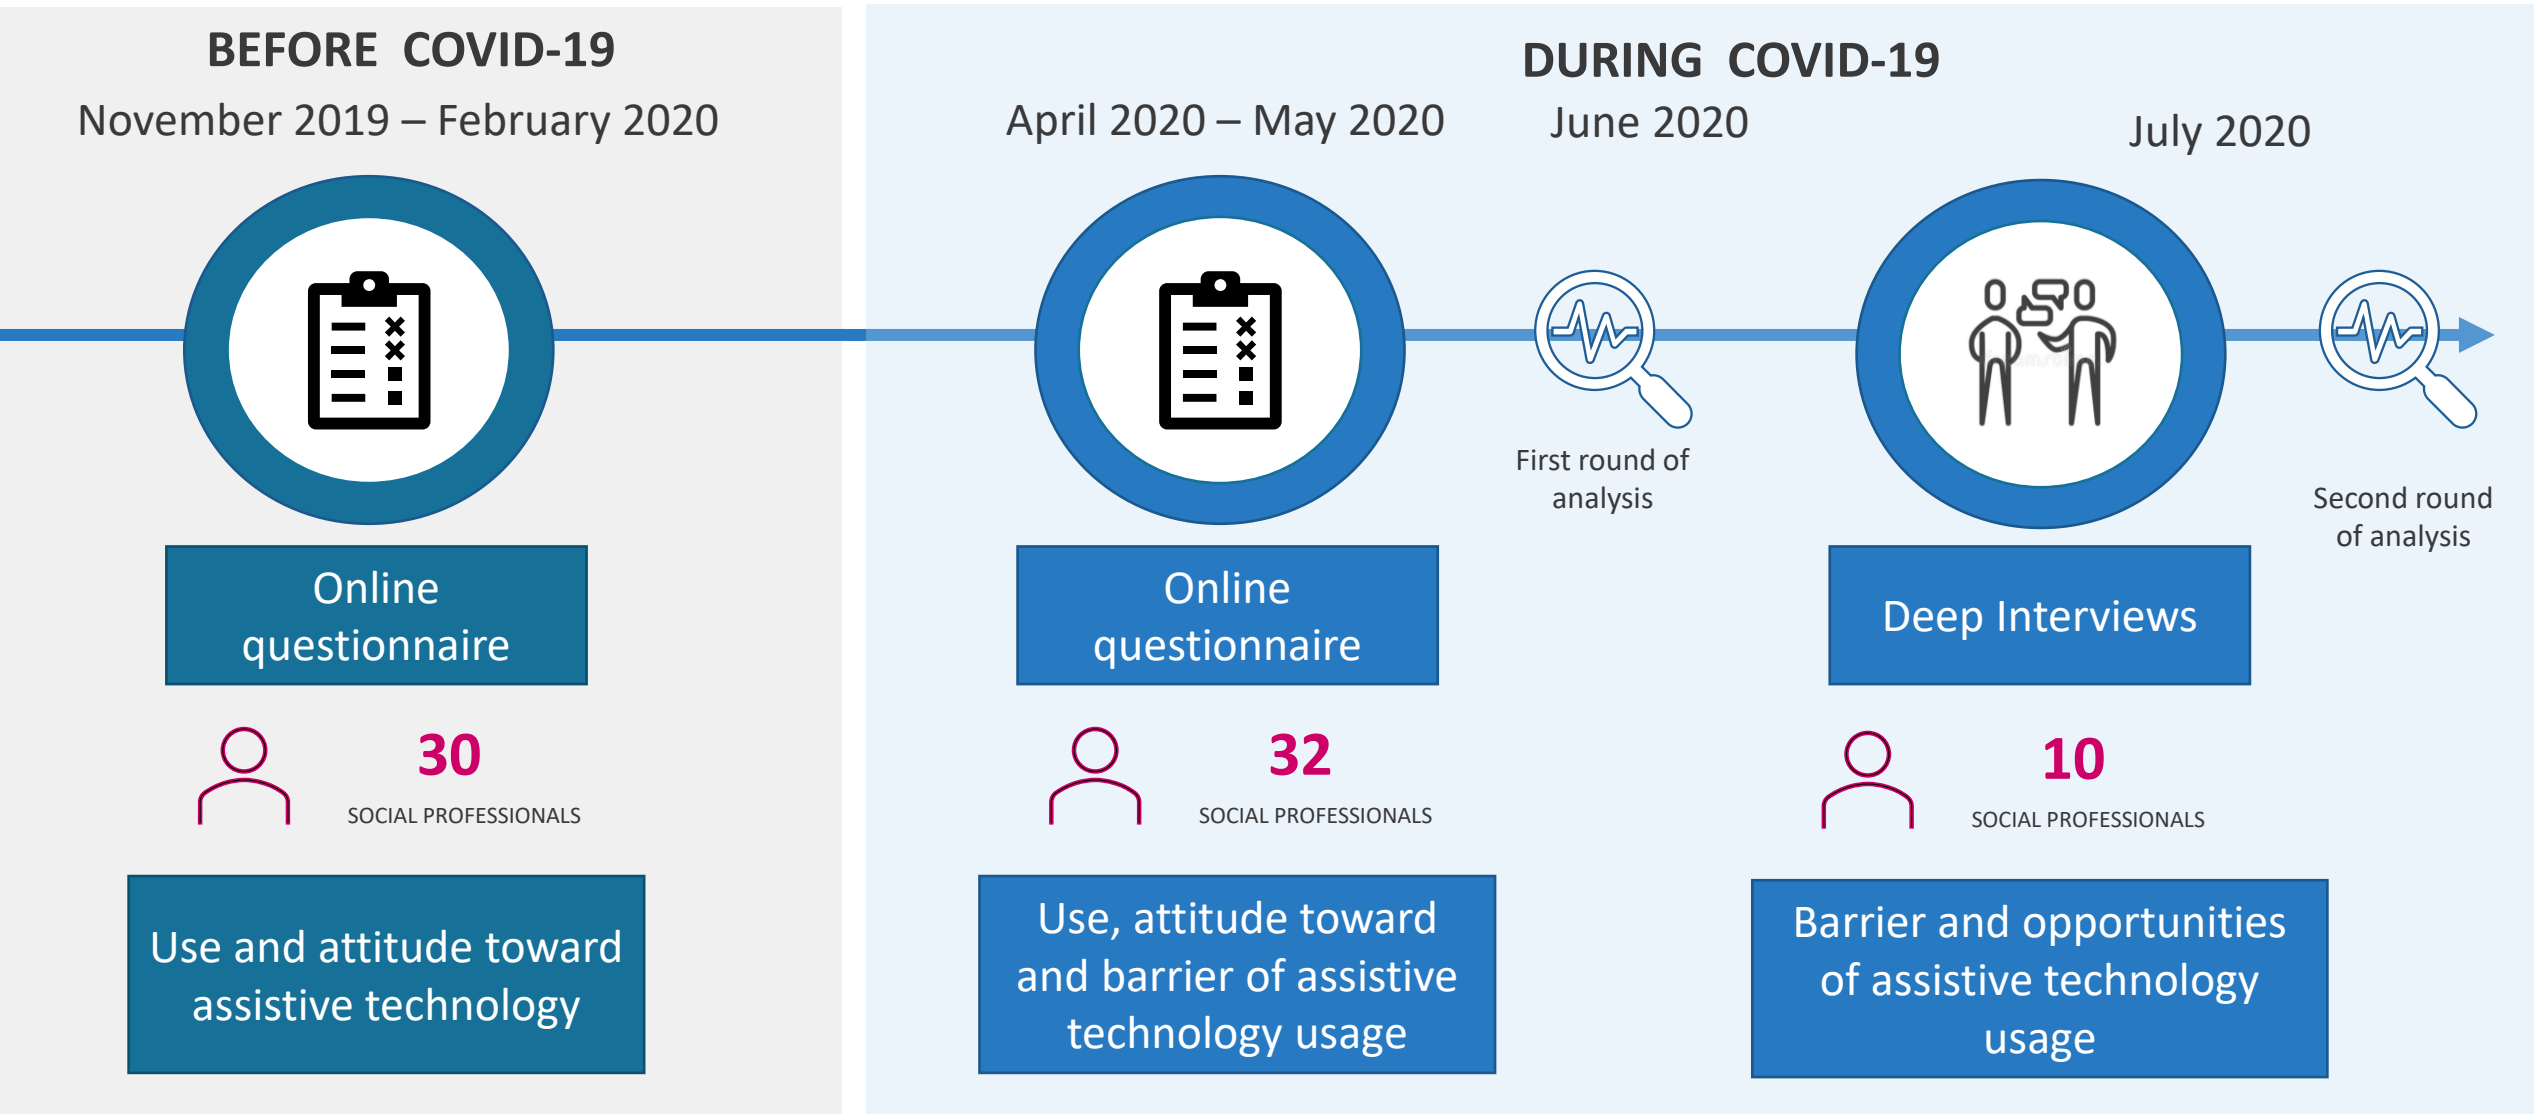 BEFORE COVID-19
November 2019 – February 2020
Online
questionnaire
30
SOCIAL PROFESSIONALS
Use and attitude toward
assistive technology
DURING COVID-19
April 2020 – May 2020
Online
questionnaire
32
SOCIAL PROFESSIONALS
Use, attitude toward
and barrier of assistive
technology usage
June 2020
First round of
analysis
July 2020
Deep Interviews
10
SOCIAL PROFESSIONALS
Barrier and opportunities
of assistive technology
usage
Second round
of analysis